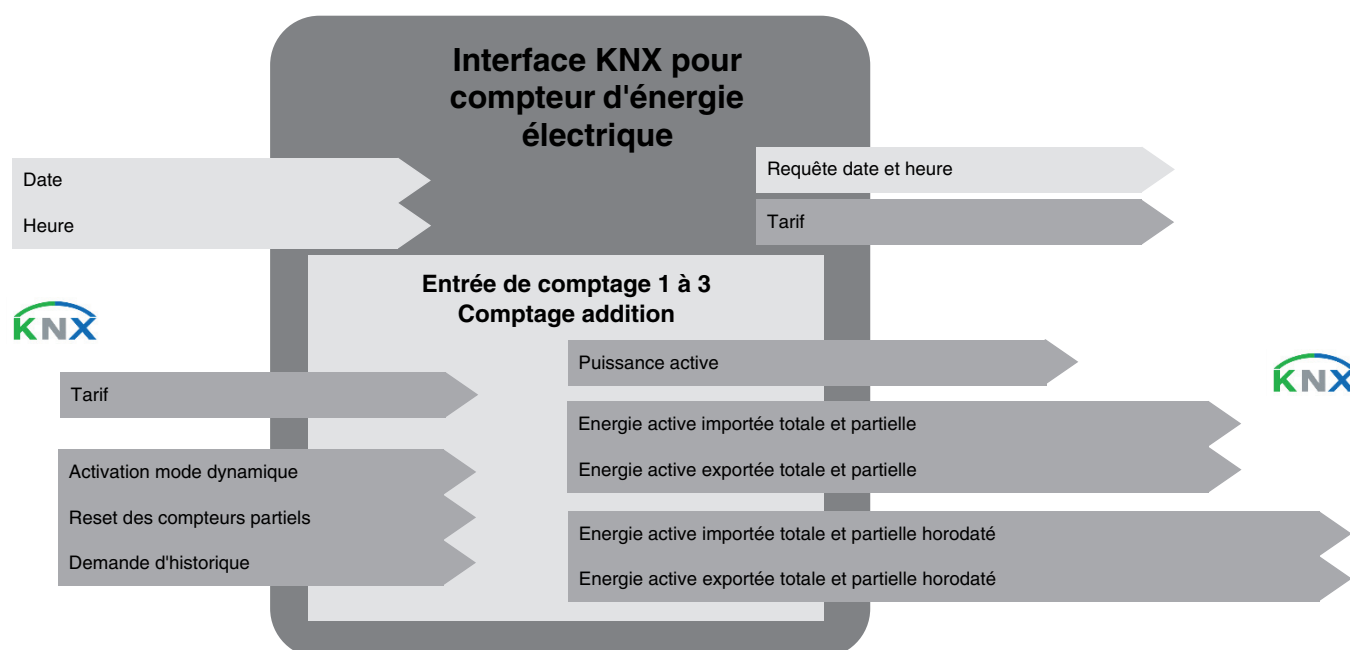 Interface KNX pour
compteur d'énergie
électrique
Date
Heure
Requête date et heure
Tarif
Entrée de comptage 1 à 3
Comptage addition
KNX
Tarif
Activation mode dynamique
Reset des compteurs partiels
Demande d'historique
Puissance active
Energie active importée totale et partielle
Energie active exportée totale et partielle
Energie active importée totale et partielle horodaté
Energie active exportée totale et partielle horodaté
KNX